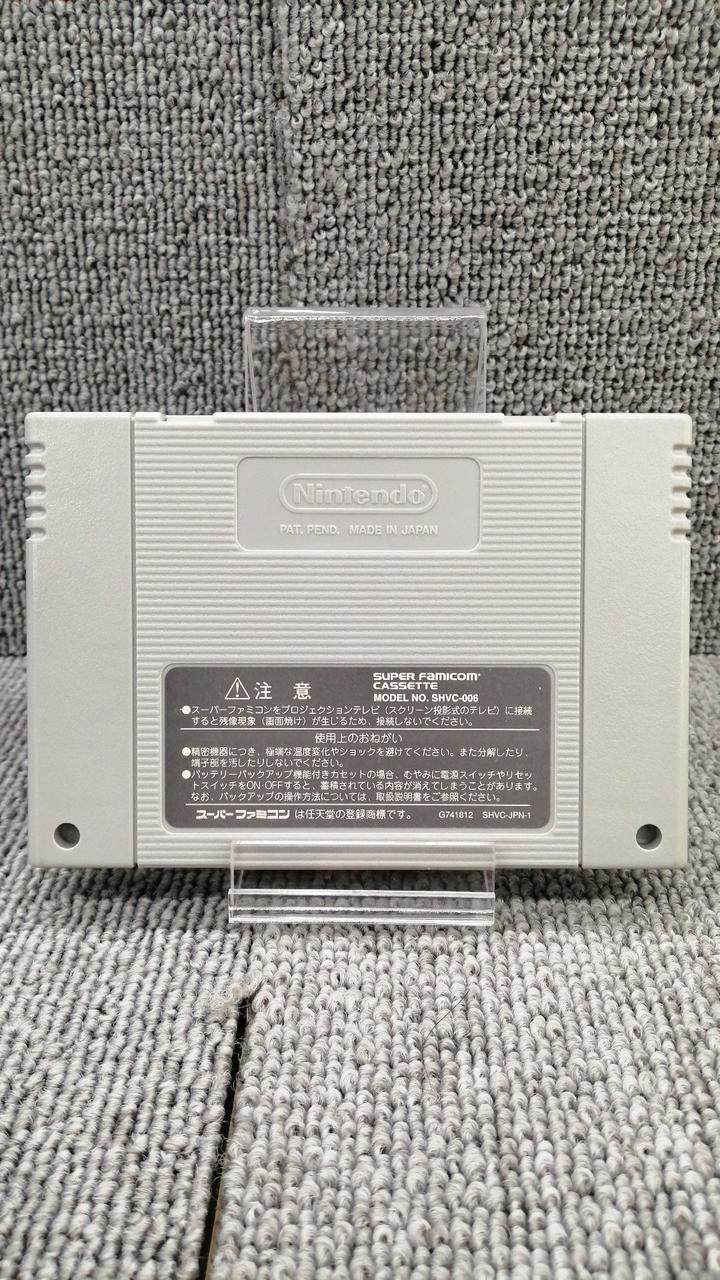 Nintendo®
PAT. PEND. MADE IN JAPAN
注意
SUPER FAMICOM®
CASSETTE
MODEL NO. SHVC-006
●スーパーファミコンをプロジェクションテレビ(スクリーン投影式のテレビ)に接続
すると残像現象(画面焼け)が生じるため、接続しないでください。
使用上のおねがい
●精密機器につき、極端な温度変化やショックを避けてください。また分解したり、
端子部を汚したりしないでください。
●バッテリーバックアップ機能付きカセットの場合、むやみに電源スイッチやリセッ
トスイッチをON・OFFすると、蓄積されている内容が消えてしまうことがあります。
なお、バックアップの操作方法については、取扱説明書をご参照ください。
スーパーファミコン は任天堂の登録商標です。 G741812 SHVC-JPN-1